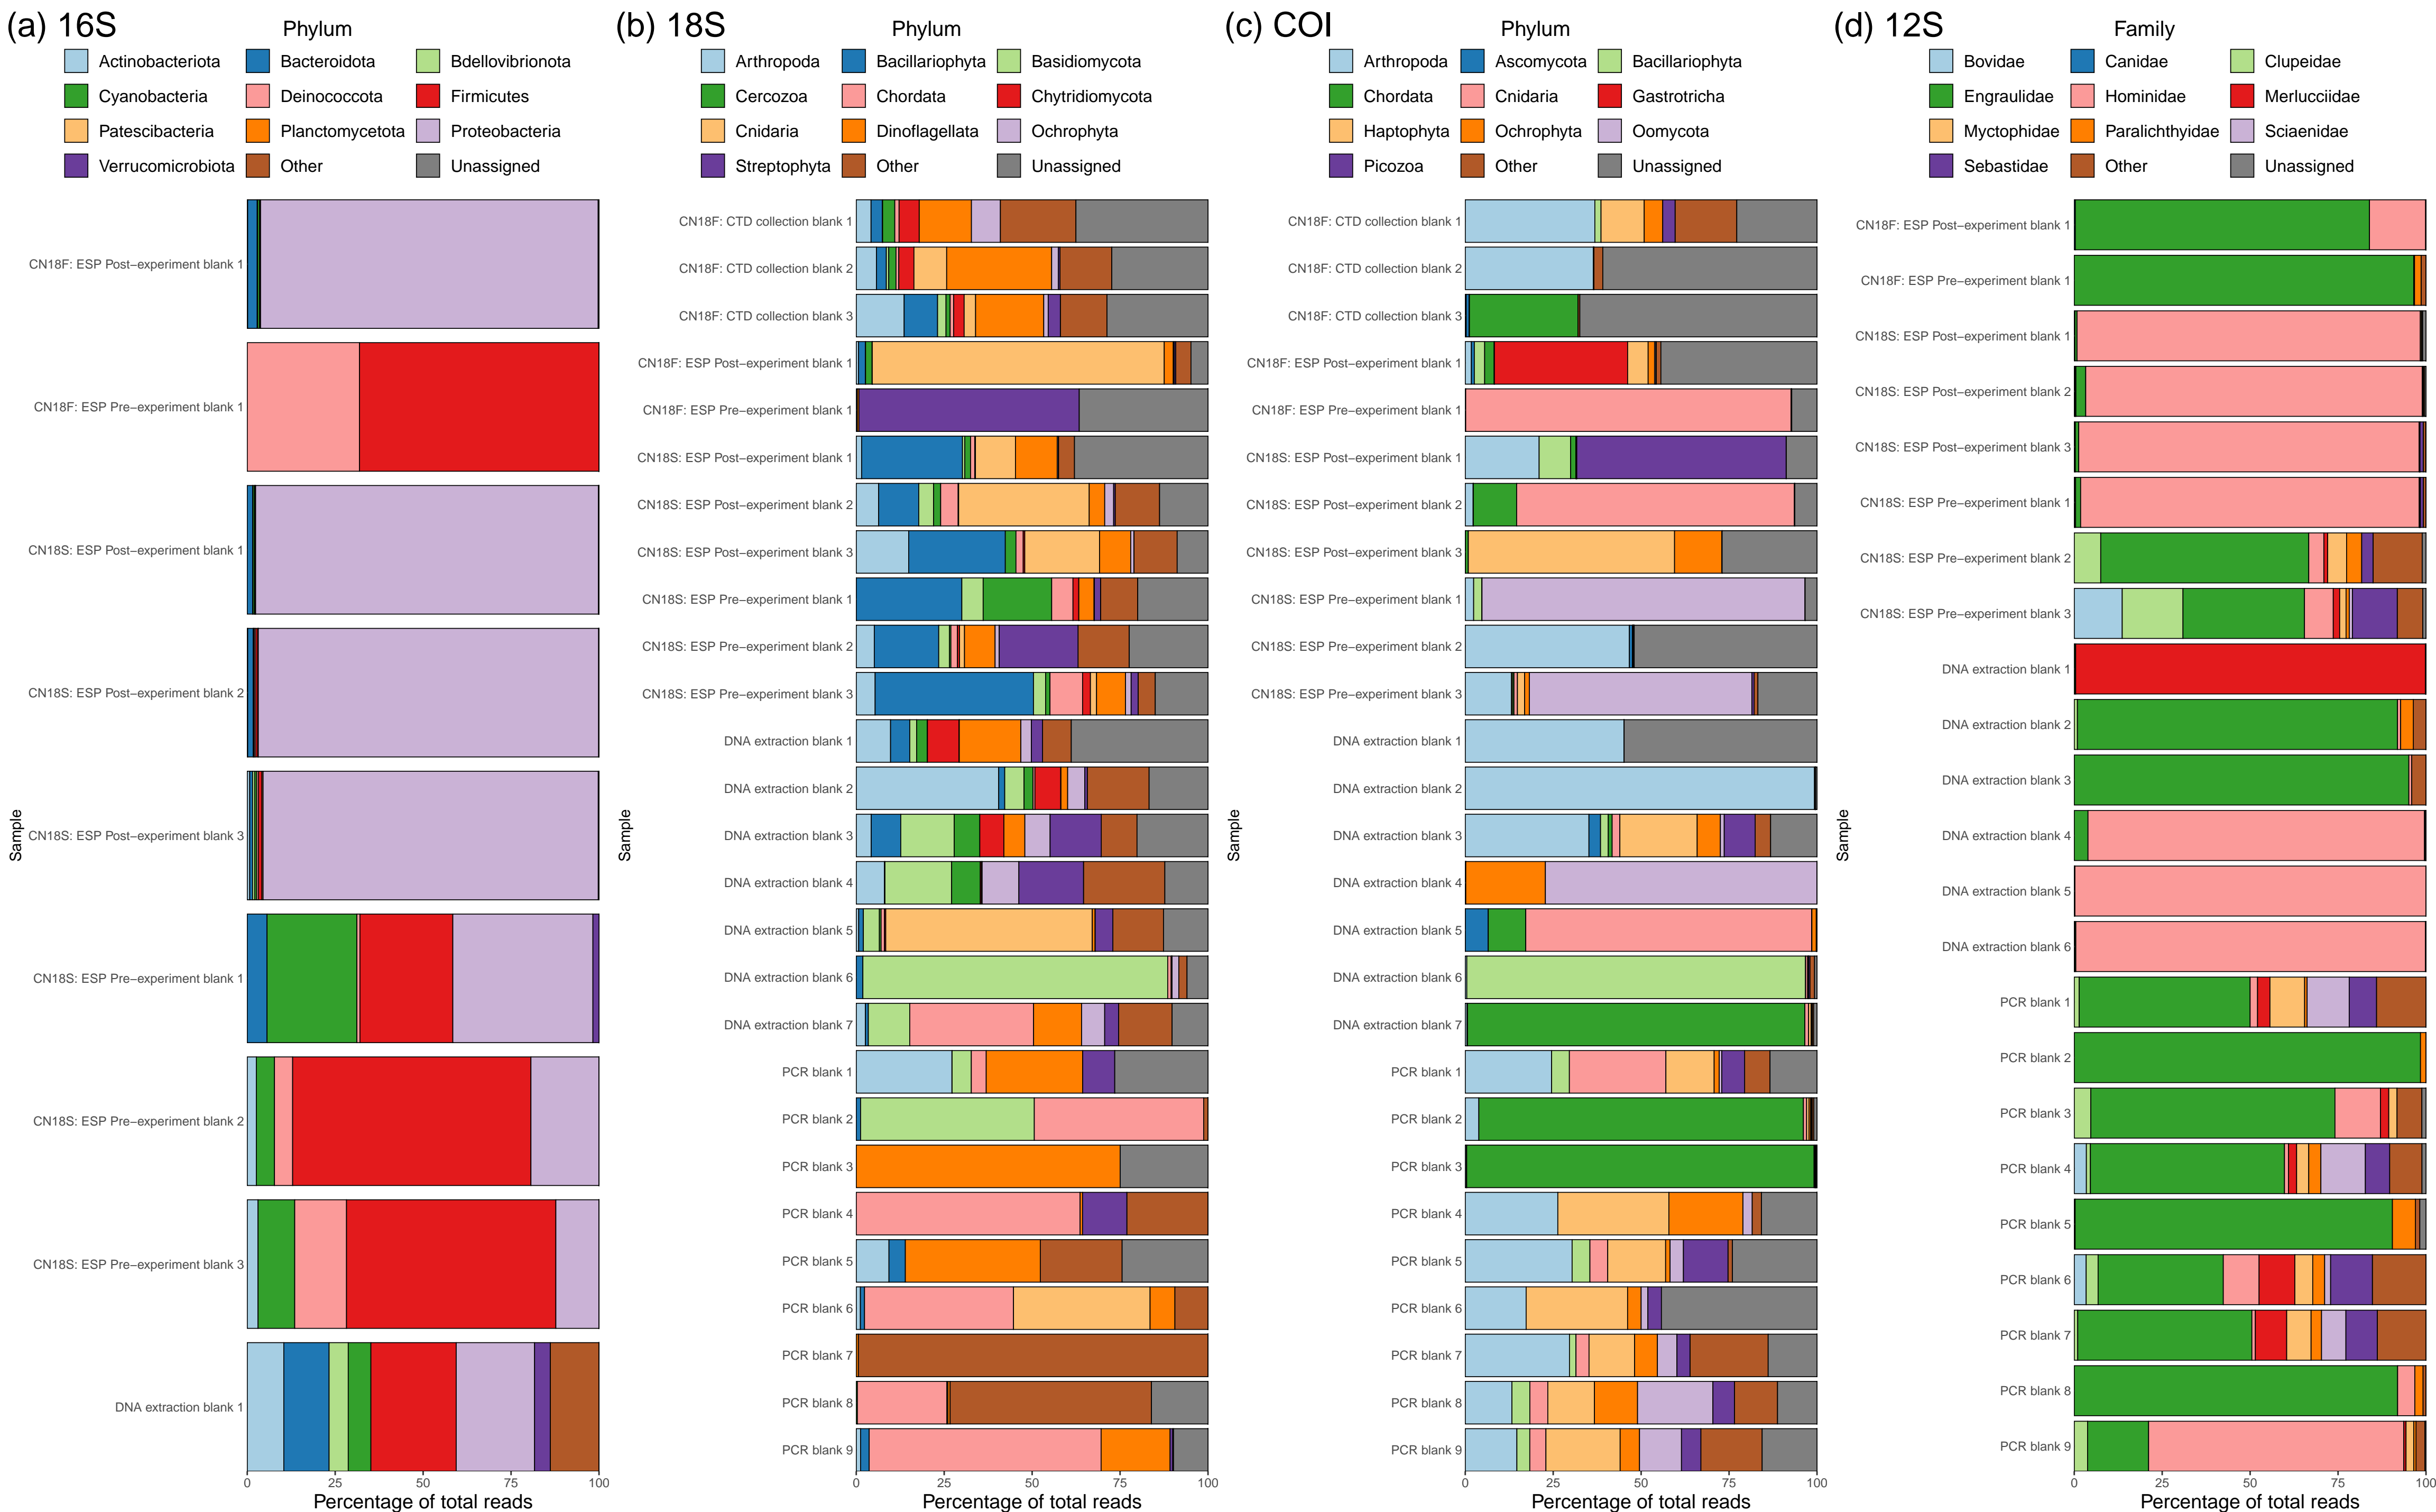 (a) 16S
Phylum
Actinobacteriota Bacteroidota Bdellovibrionota
Cyanobacteria Deinococcota Firmicutes
Patescibacteria Planctomycetota Proteobacteria
Verrucomicrobiota Other Unassigned
CN18F: ESP Post−experiment blank 1
CN18F: ESP Pre−experiment blank 1
CN18S: ESP Post−experiment blank 1
CN18S: ESP Post−experiment blank 2
CN18S: ESP Post−experiment blank 3
CN18S: ESP Pre−experiment blank 1
CN18S: ESP Pre−experiment blank 2
CN18S: ESP Pre−experiment blank 3
DNA extraction blank 1
Sample
0 25 50 75 100
Percentage of total reads
(b) 18S
Phylum
Arthropoda Bacillariophyta Basidiomycota
Cercozoa Chordata Chytridiomycota
Cnidaria Dinoflagellata Ochrophyta
Streptophyta Other Unassigned
CN18F: CTD collection blank 1
CN18F: CTD collection blank 2
CN18F: CTD collection blank 3
CN18F: ESP Post−experiment blank 1
CN18F: ESP Pre−experiment blank 1
CN18S: ESP Post−experiment blank 1
CN18S: ESP Post−experiment blank 2
CN18S: ESP Post−experiment blank 3
CN18S: ESP Pre−experiment blank 1
CN18S: ESP Pre−experiment blank 2
CN18S: ESP Pre−experiment blank 3
DNA extraction blank 1
DNA extraction blank 2
DNA extraction blank 3
DNA extraction blank 4
DNA extraction blank 5
DNA extraction blank 6
DNA extraction blank 7
PCR blank 1
PCR blank 2
PCR blank 3
PCR blank 4
PCR blank 5
PCR blank 6
PCR blank 7
PCR blank 8
PCR blank 9
Sample
0 25 50 75 100
Percentage of total reads
(c) COI
Phylum
Arthropoda Ascomycota Bacillariophyta
Chordata Cnidaria Gastrotricha
Haptophyta Ochrophyta Oomycota
Picozoa Other Unassigned
CN18F: CTD collection blank 1
CN18F: CTD collection blank 2
CN18F: CTD collection blank 3
CN18F: ESP Post−experiment blank 1
CN18F: ESP Pre−experiment blank 1
CN18S: ESP Post−experiment blank 1
CN18S: ESP Post−experiment blank 2
CN18S: ESP Post−experiment blank 3
CN18S: ESP Pre−experiment blank 1
CN18S: ESP Pre−experiment blank 2
CN18S: ESP Pre−experiment blank 3
DNA extraction blank 1
DNA extraction blank 2
DNA extraction blank 3
DNA extraction blank 4
DNA extraction blank 5
DNA extraction blank 6
DNA extraction blank 7
PCR blank 1
PCR blank 2
PCR blank 3
PCR blank 4
PCR blank 5
PCR blank 6
PCR blank 7
PCR blank 8
PCR blank 9
Sample
0 25 50 75 100
Percentage of total reads
(d) 12S
Family
Bovidae Canidae Clupeidae
Engraulidae Hominidae Merlucciidae
Myctophidae Paralichthyidae Sciaenidae
Sebastidae Other Unassigned
CN18F: ESP Post−experiment blank 1
CN18F: ESP Pre−experiment blank 1
CN18S: ESP Post−experiment blank 1
CN18S: ESP Post−experiment blank 2
CN18S: ESP Post−experiment blank 3
CN18S: ESP Pre−experiment blank 1
CN18S: ESP Pre−experiment blank 2
CN18S: ESP Pre−experiment blank 3
DNA extraction blank 1
DNA extraction blank 2
DNA extraction blank 3
DNA extraction blank 4
DNA extraction blank 5
DNA extraction blank 6
PCR blank 1
PCR blank 2
PCR blank 3
PCR blank 4
PCR blank 5
PCR blank 6
PCR blank 7
PCR blank 8
PCR blank 9
Sample
0 25 50 75 100
Percentage of total reads